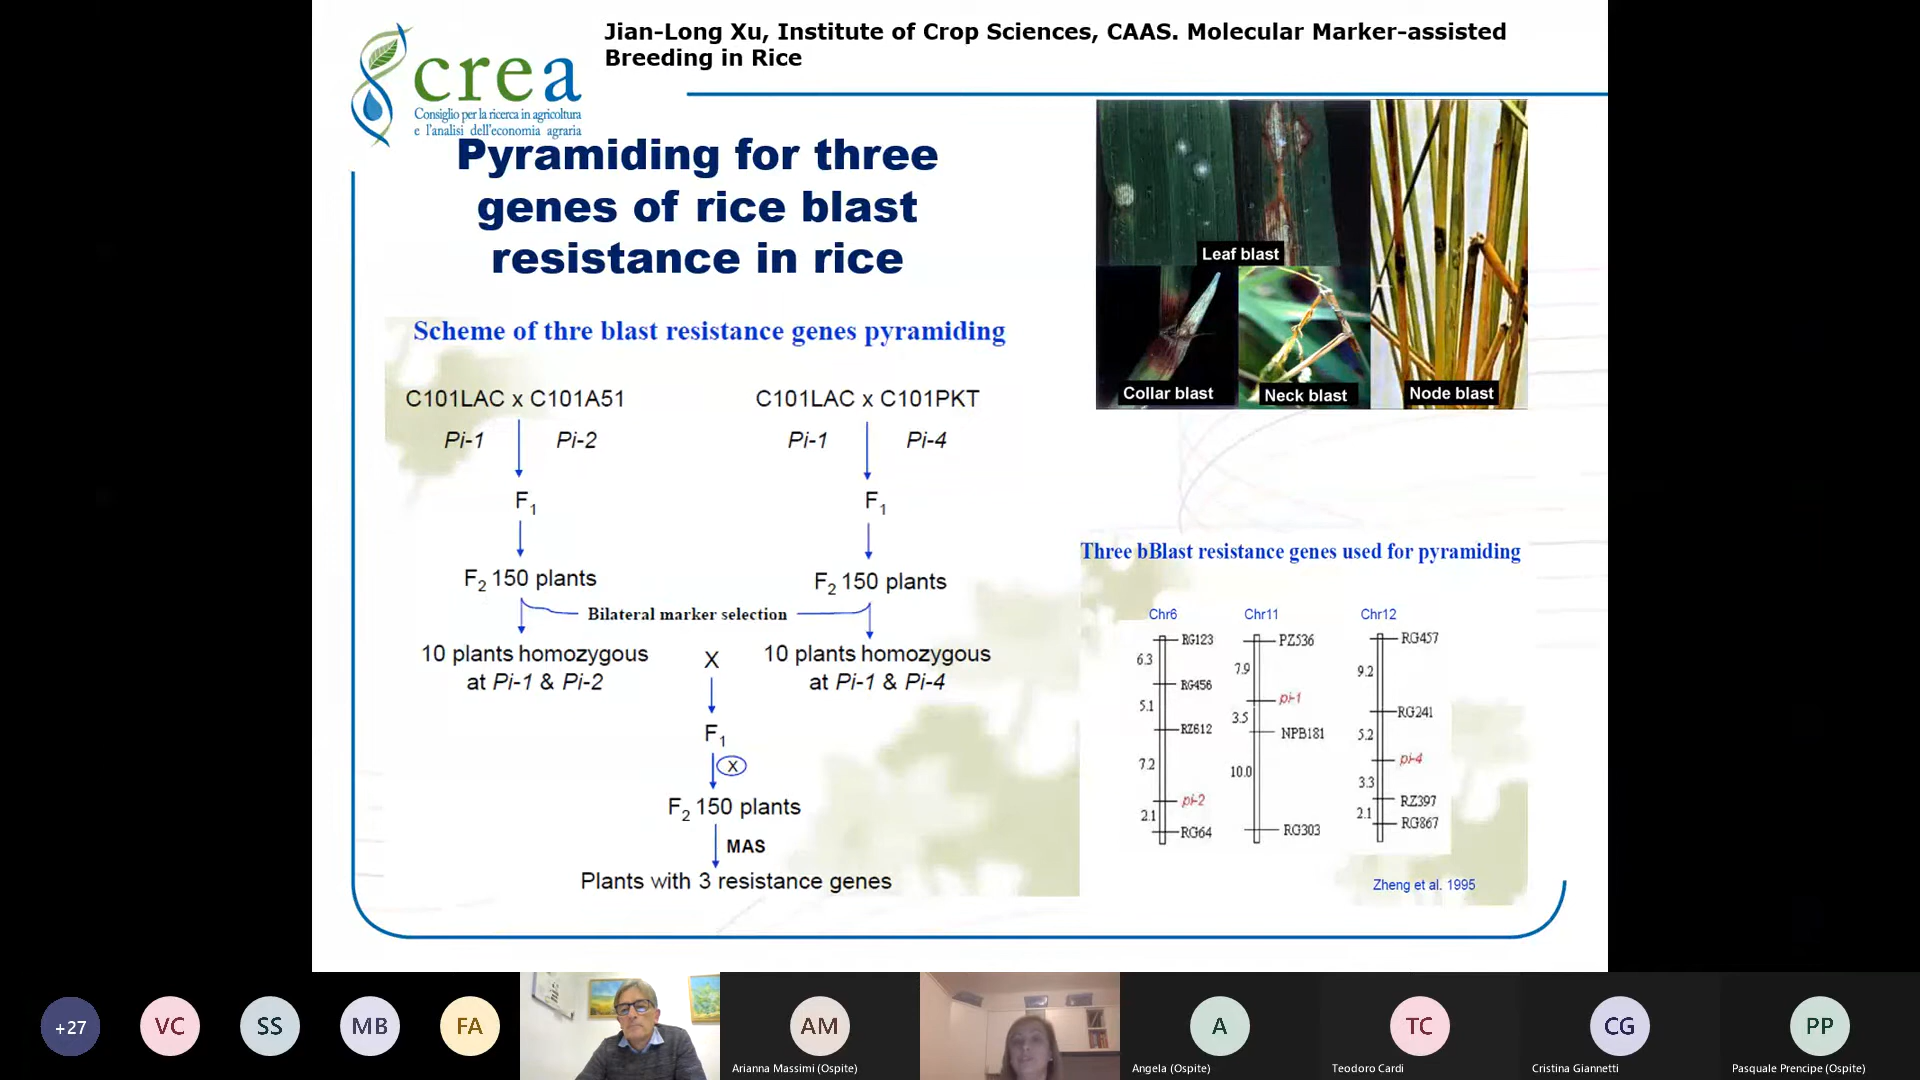 Jian-Long Xu, Institute of Crop Sciences, CAAS. Molecular Marker-assisted
Breeding in Rice
crea
Consiglio per la ricerca in agricoltura
e l'analisi dell'economia agraria
Pyramiding for three
genes of rice blast
resistance in rice
Leaf blast
Collar blast
Neck blast
Node blast
Scheme of thre blast resistance genes pyramiding
C101LAC x C101A51
C101LAC x C101PKT
Pi-1
Pi-2
Pi-1
Pi-4
F1
F1
F2 150 plants
F2 150 plants
Bilateral marker selection
10 plants homozygous
at Pi-1 & Pi-2
X
10 plants homozygous
at Pi-1 & Pi-4
F1
X
F2 150 plants
MAS
Plants with 3 resistance genes
Three bBlast resistance genes used for pyramiding
Chr6
RG123
6.3
RG456
5.1
RZ612
7.2
pi-2
2.1
RG64
Chr11
PZ536
7.9
pi-1
3.5
NPB181
10.0
RG303
Chr12
RG457
9.2
RG241
5.2
pi-4
3.3
RZ397
2.1
RG867
Zheng et al. 1995
+27
VC
SS
MB
FA
AM
Arianna Massimi (Ospite)
A
Angela (Ospite)
TC
Teodoro Cardi
CG
Cristina Giannetti
PP
Pasquale Prencipe (Ospite)